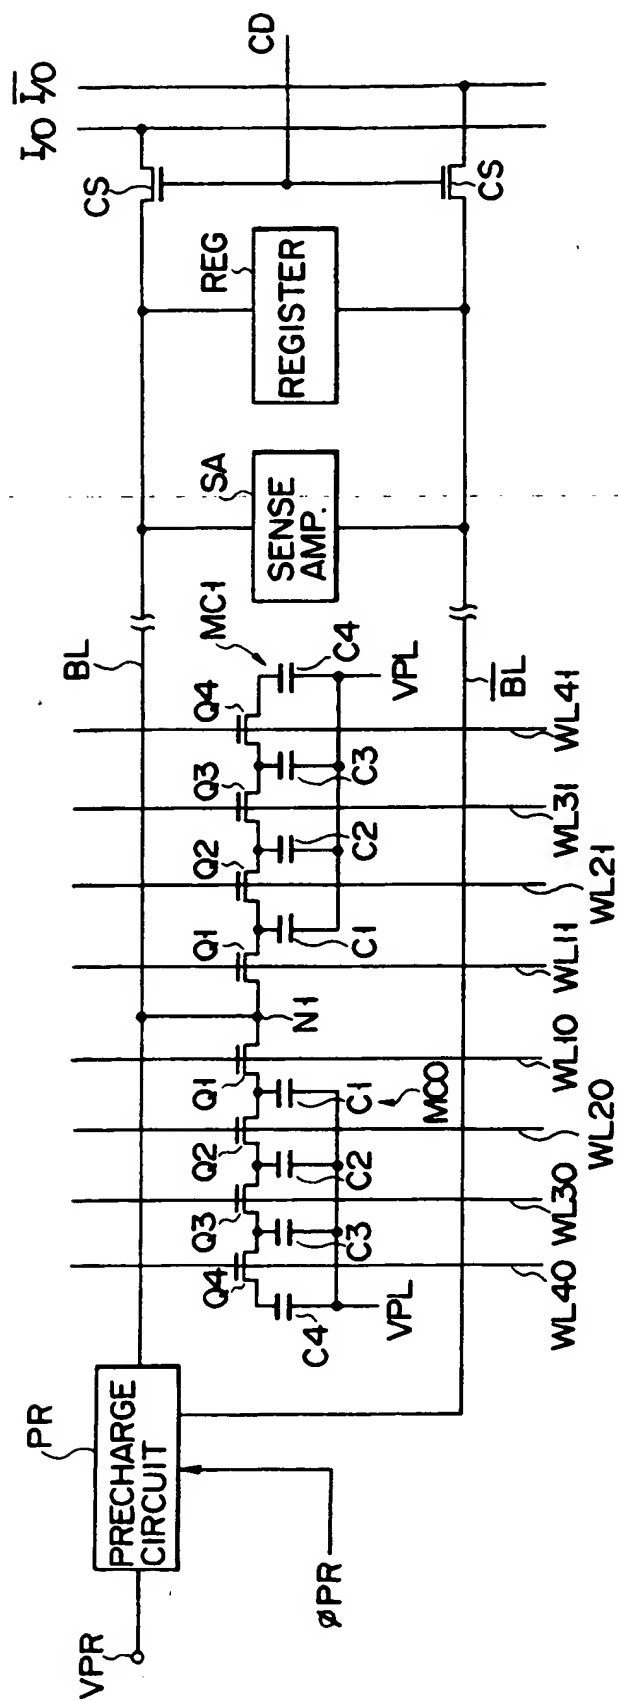 VPR
PR
PRECHARGE
CIRCUIT
øPR
BL
Q4
Q3
Q2
Q1
Q1
Q2
Q3
Q4
MC1
C4
C3
C2
C1
MC0
N1
C1
C2
C3
C4
VPL
VPL
BL
WL40
WL30
WL20
WL10
WL11
WL21
WL31
WL41
SA
SENSE
AMP.
REG
REGISTER
CS
CS
I/O
I/O
CD